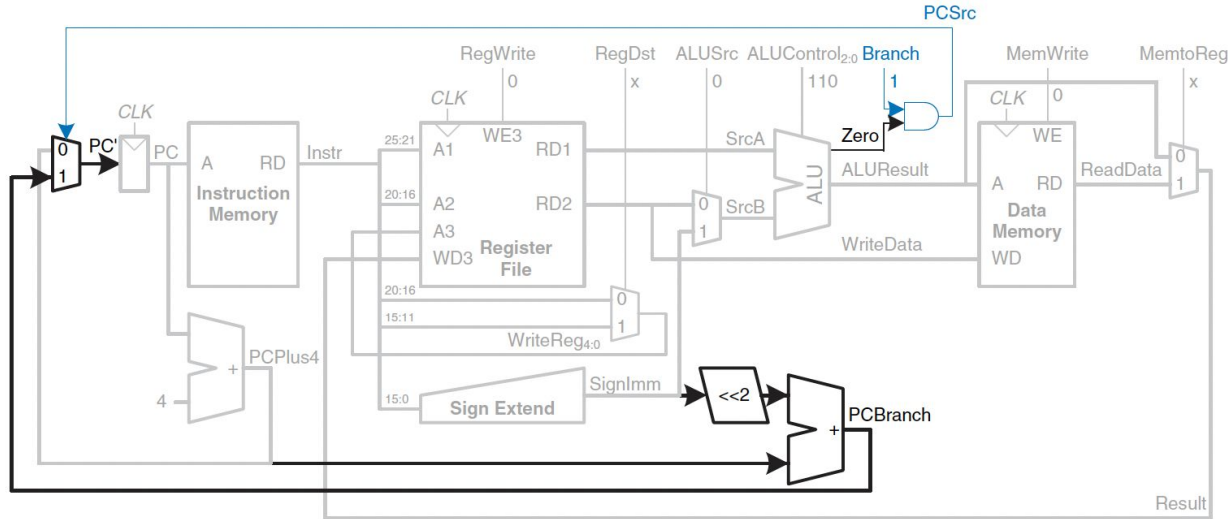 PCSrc
RegWrite RegDst ALUSrc ALUControl2:0 Branch MemWrite MemtoReg
0 x 0 110 1 0 x
CLK CLK CLK
0 PC' PC A RD Instr
1
Instruction
Memory
25:21 A1 WE3 RD1 SrcA Zero
20:16 A2 RD2 0 SrcB ALU ALUResult
1
A3
WD3 Register
File
WE
A RD ReadData 0
1
Data
Memory
WD
WriteData
20:16 0
15:11 1
WriteReg4:0
PCPlus4
+
4
15:0 Sign Extend SignImm <<2
+ PCBranch
Result